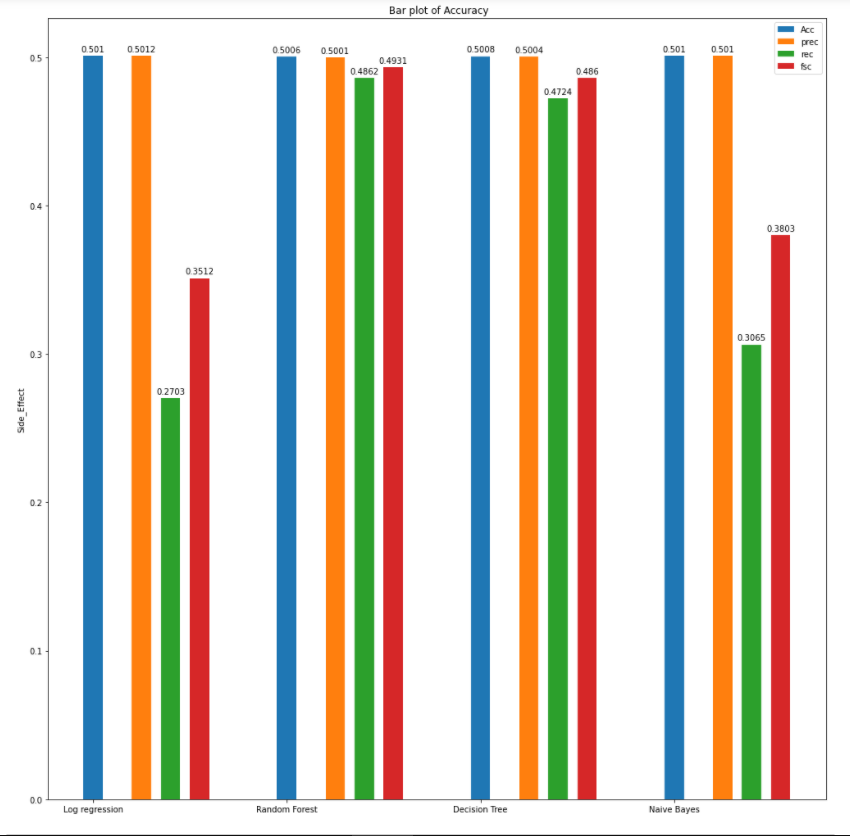 Bar plot of Accuracy
Acc
prec
rec
fsc
0.501 0.5012 0.2703 0.3512
0.5006 0.5001 0.4862 0.4931
0.5008 0.5004 0.4724 0.486
0.501 0.501 0.3065 0.3803
0.5
0.4
0.3
0.2
0.1
0.0
Side_Effect
Log regression Random Forest Decision Tree Naive Bayes